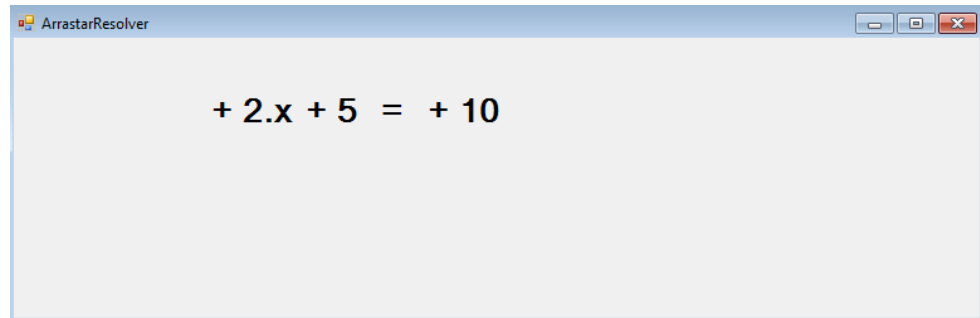 ArrastarResolver
+ 2.x + 5 = + 10